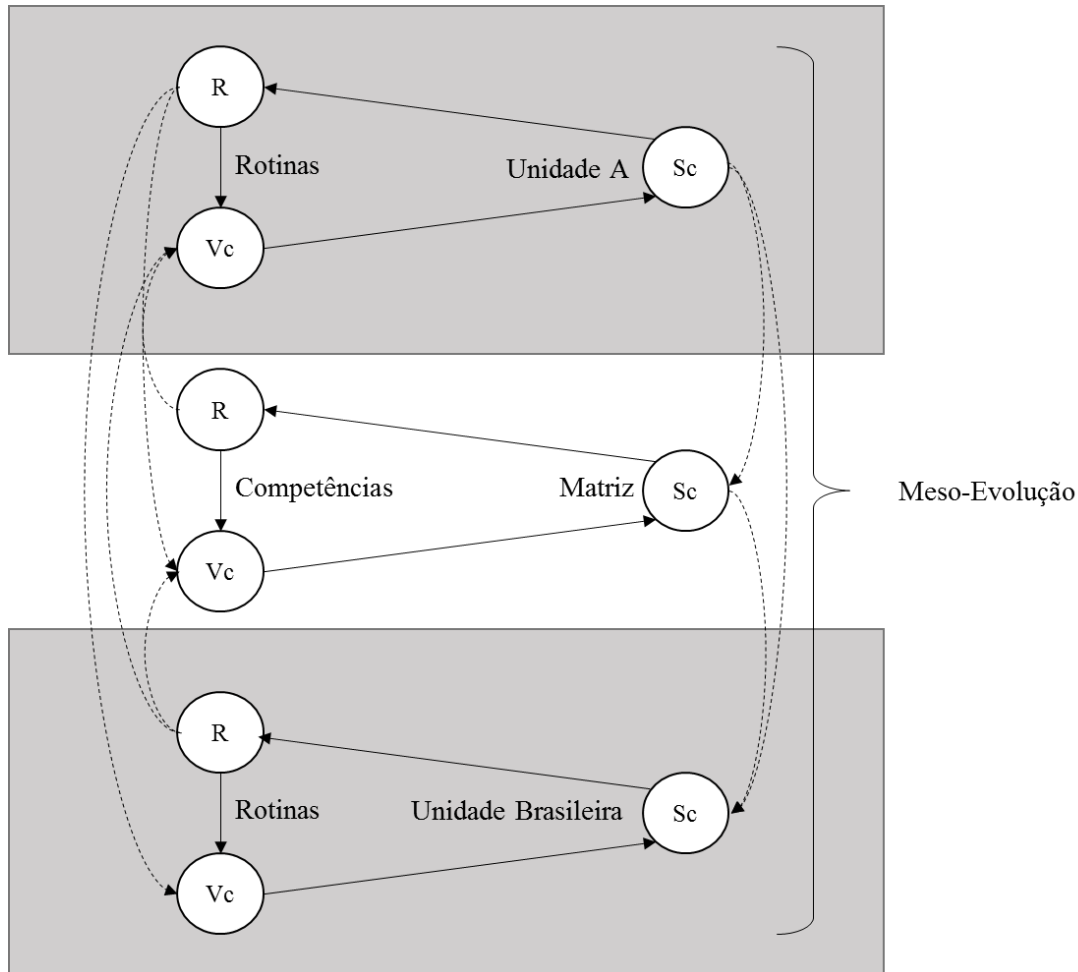 R
Rotinas
Unidade A
Sc
Vc
R
Competências
Matriz
Sc
Meso-Evolução
Vc
R
Rotinas
Unidade Brasileira
Sc
Vc